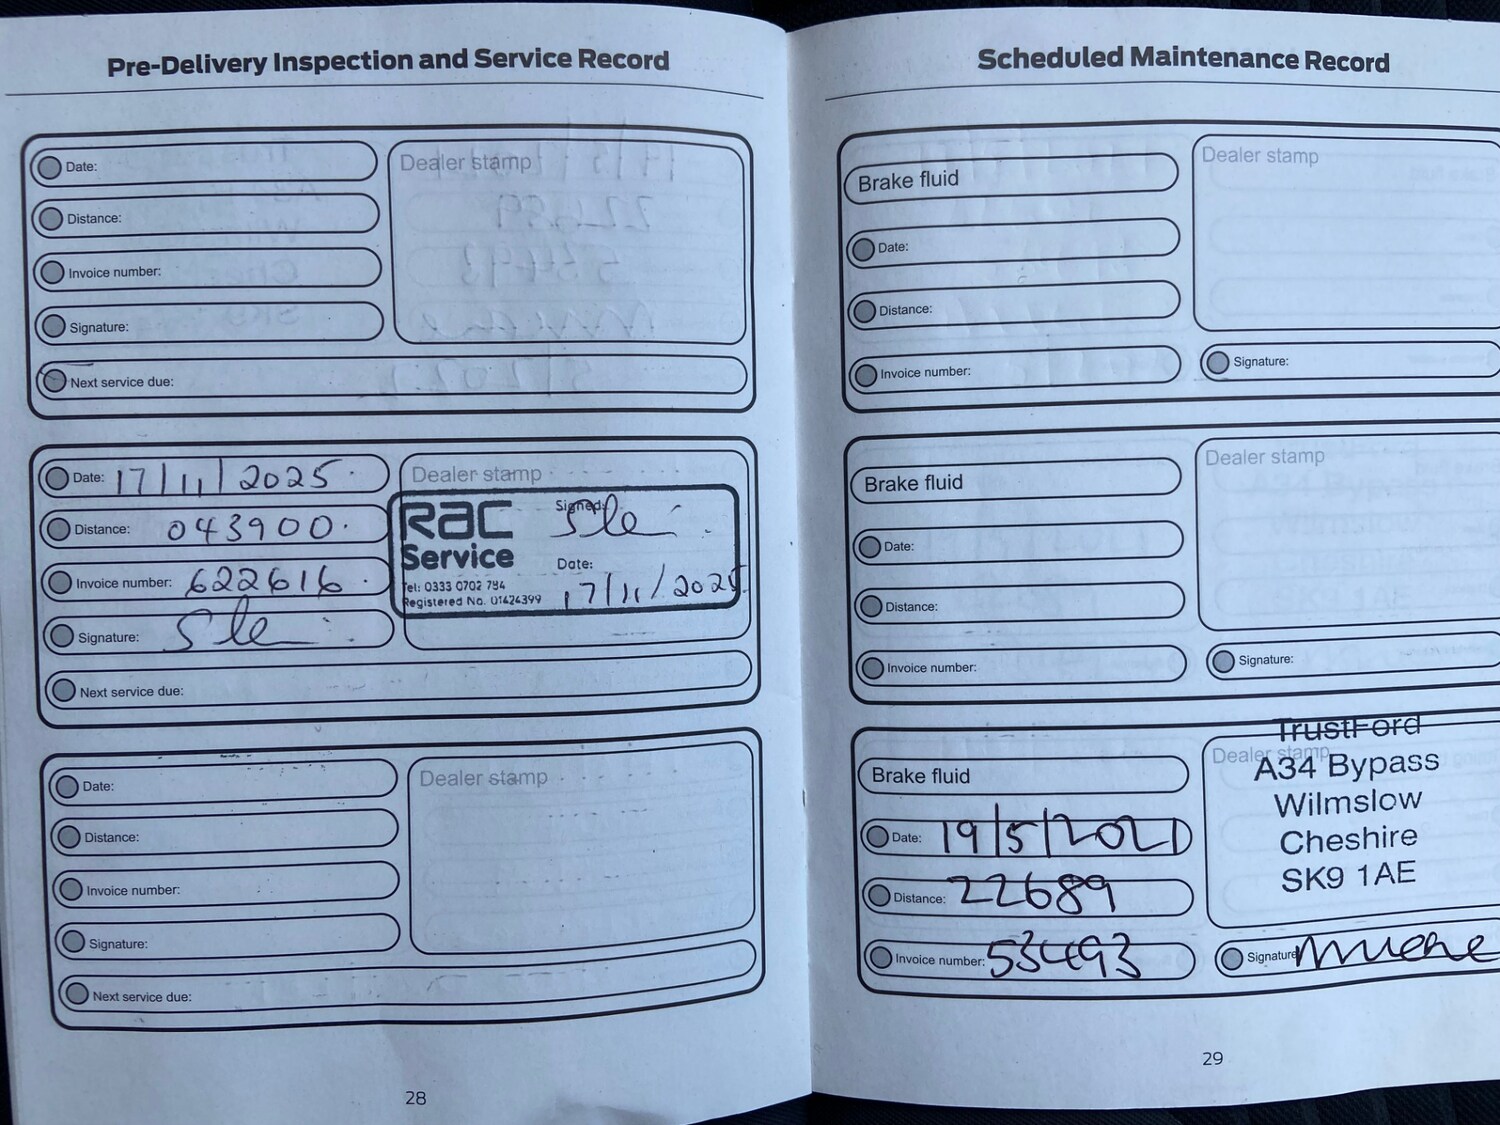 Pre-Delivery Inspection and Service Record
Date:
Dealer stamp
Distance:
Invoice number:
Signature:
Next service due:
Date: 17/11/2025.
Dealer stamp
Distance: 043900.
Invoice number: 622616.
Signature:
Next service due:
RAC
Service
Tel: 0333 0702 784
Registered No. 01424399
Signed:
Date:
17/11/2025
Date:
Dealer stamp
Distance:
Invoice number:
Signature:
Next service due:
28
Scheduled Maintenance Record
Brake fluid
Dealer stamp
Date:
Distance:
Invoice number:
Signature:
Brake fluid
Dealer stamp
Date:
Distance:
Invoice number:
Signature:
Brake fluid
Dealer stamp
TrustFord
A34 Bypass
Wilmslow
Cheshire
SK9 1AE
Date: 19/5/2021
Distance: 22689
Invoice number: 53493
Signature
29